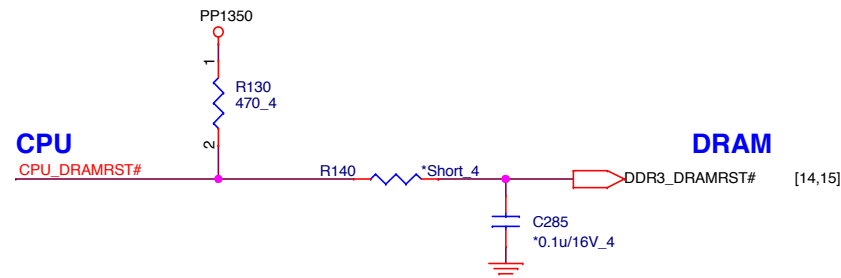 PP1350
1
R130
470_4
2
CPU
DRAM
CPU_DRAMRST#
R140
*Short_4
DDR3_DRAMRST#
[14,15]
C285
*0.1u/16V_4